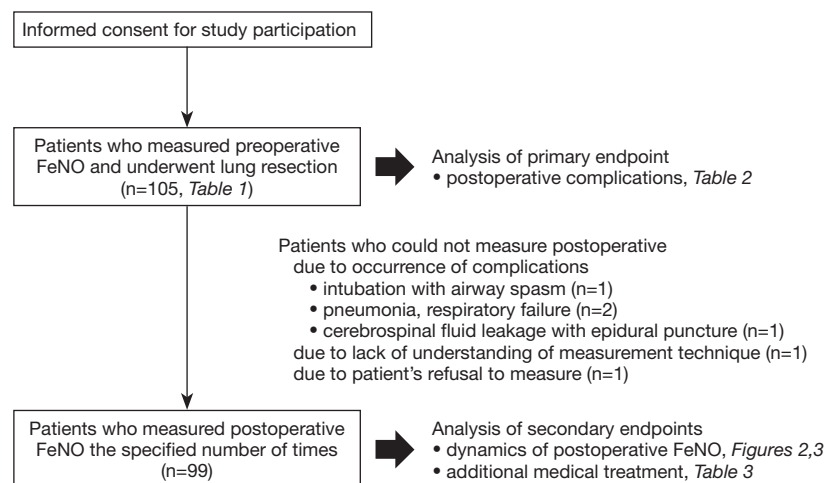 Informed consent for study participation
Patients who measured preoperative
FeNO and underwent lung resection
(n=105, Table 1)
Analysis of primary endpoint
• postoperative complications, Table 2
Patients who could not measure postoperative
due to occurrence of complications
• intubation with airway spasm (n=1)
• pneumonia, respiratory failure (n=2)
• cerebrospinal fluid leakage with epidural puncture (n=1)
due to lack of understanding of measurement technique (n=1)
due to patient's refusal to measure (n=1)
Patients who measured postoperative
FeNO the specified number of times
(n=99)
Analysis of secondary endpoints
• dynamics of postoperative FeNO, Figures 2,3
• additional medical treatment, Table 3